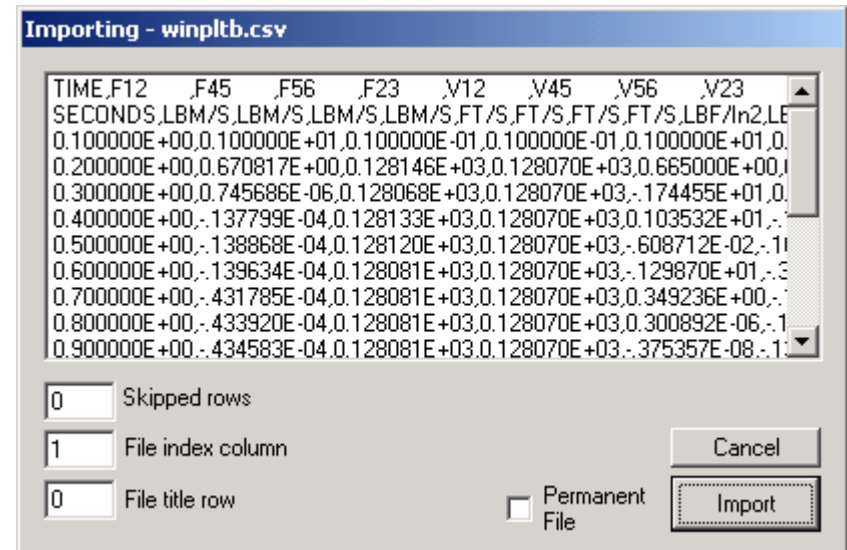 Importing - winpltb.csv
TIME,F12 ,F45 ,F56 ,F23 ,V12 ,V45 ,V56 ,V23
SECONDS,LBM/S,LBM/S,LBM/S,LBM/S,FT/S,FT/S,FT/S,FT/S,LBF/In2,
0.100000E+00,0.100000E+01,0.100000E-01,0.100000E-01,0.100000E+01,0.
0.200000E+00,0.670817E+00,0.128146E+03,0.128070E+03,0.665000E+00,
0.300000E+00,0.745686E-06,0.128068E+03,0.128070E+03,-.174455E+01,0.
0.400000E+00,-.137799E-04,0.128133E+03,0.128070E+03,0.103532E+01,-.
0.500000E+00,-.138868E-04,0.128120E+03,0.128070E+03,-.608712E-02,-.1
0.600000E+00,-.139634E-04,0.128081E+03,0.128070E+03,-.129870E+01,-.3
0.700000E+00,-.431785E-04,0.128081E+03,0.128070E+03,0.349236E+00,-.
0.800000E+00,-.433920E-04,0.128081E+03,0.128070E+03,0.300892E-06,-.1
0.900000E+00,-.434583E-04,0.128081E+03,0.128070E+03,-.375357E-08,-.1
0 Skipped rows
1 File index column
Cancel
0 File title row
Permanent
File
Import